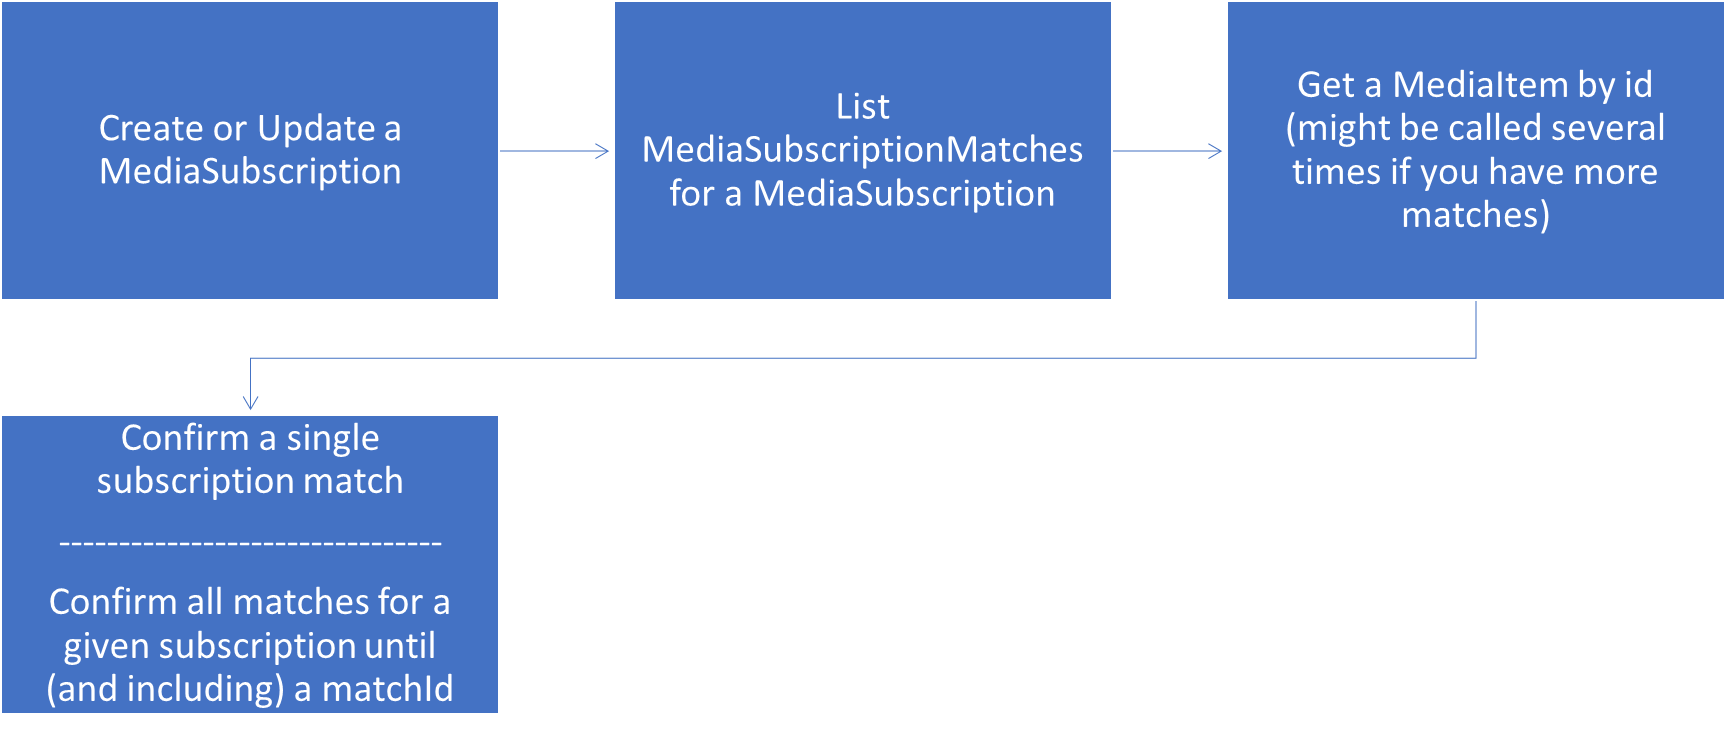 Create or Update a
MediaSubscription
List
MediaSubscriptionMatches
for a MediaSubscription
Get a MediaItem by id
(might be called several
times if you have more
matches)
Confirm a single
subscription match
--------------------------------
Confirm all matches for a
given subscription until
(and including) a matchId